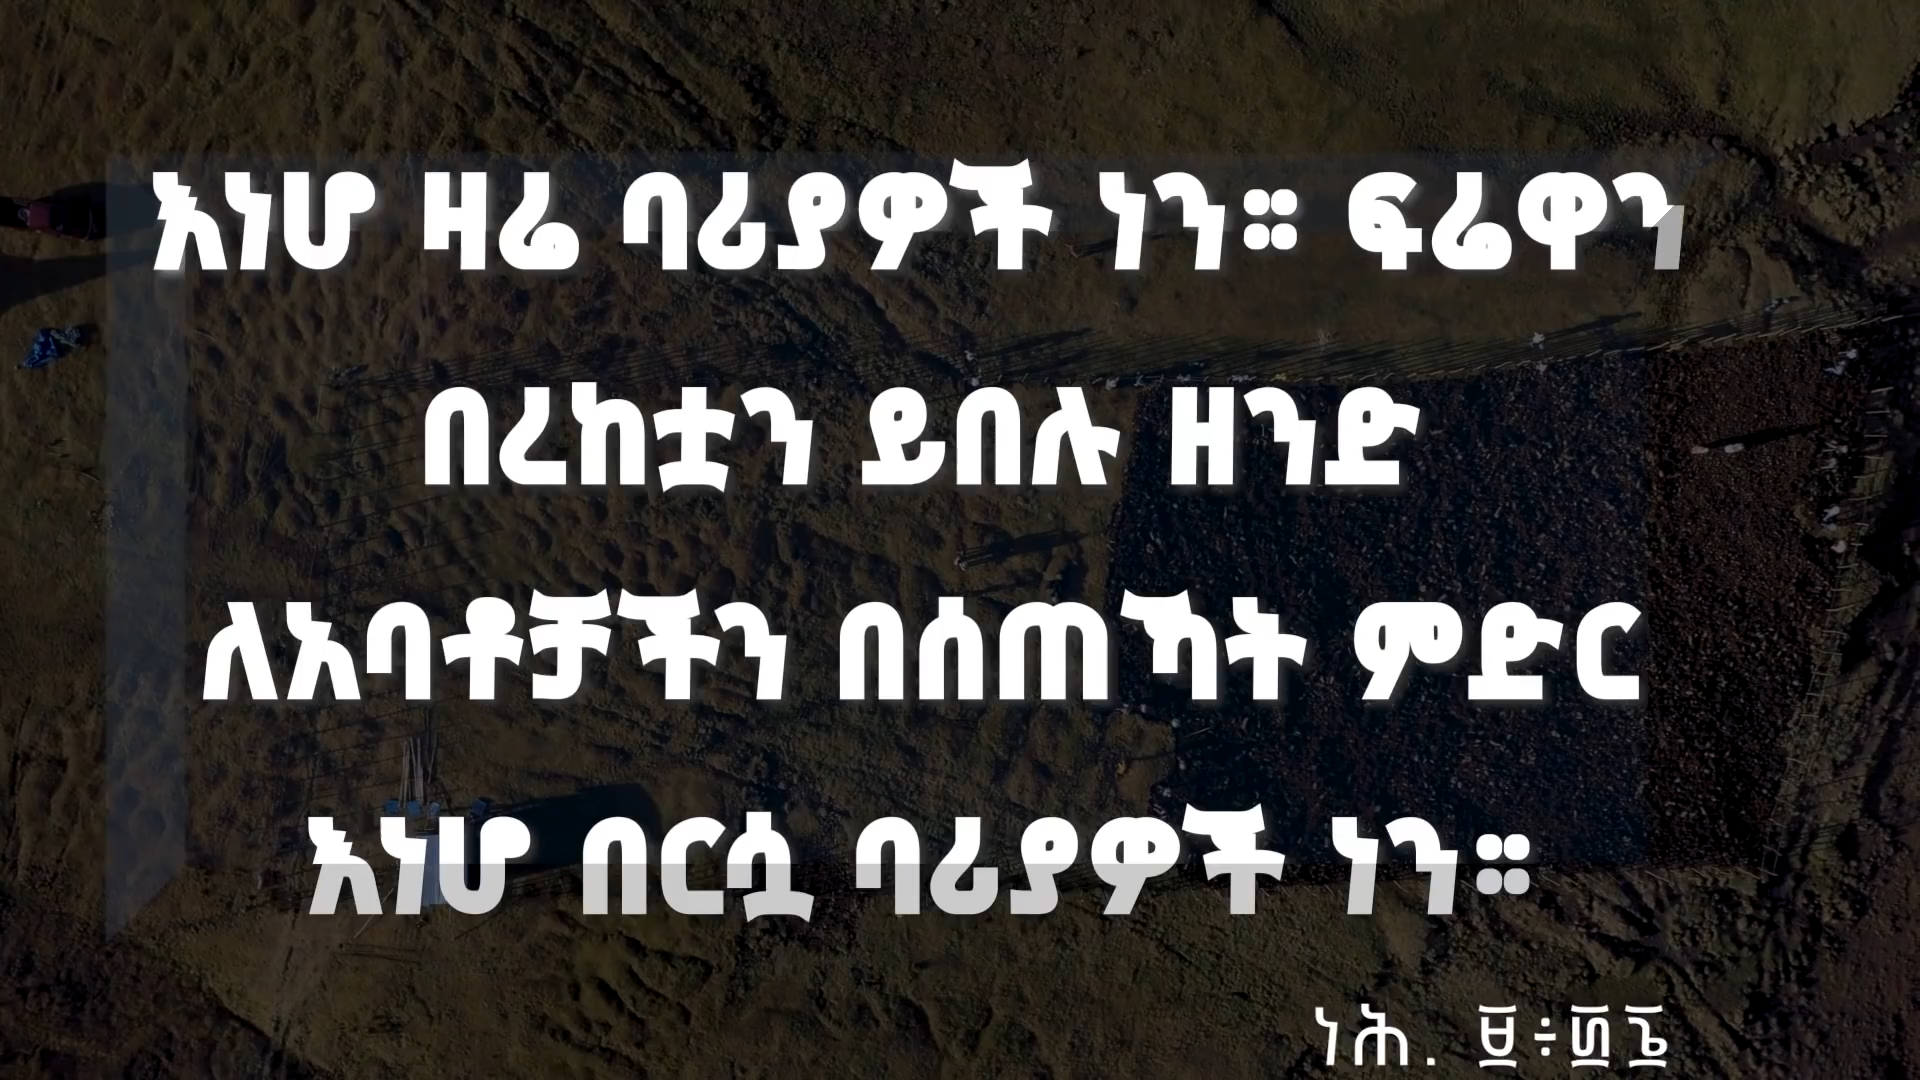 እነሆ ዛሬ ባሪያዎች ነን። ፍሬዋን
በረከቷን ይበሉ ዘንድ
ለአባቶቻችን በሰጠኻት ምድር
እነሆ በርሷ ባሪያዎች ነን።
ነሕ. ፱፥፴፮